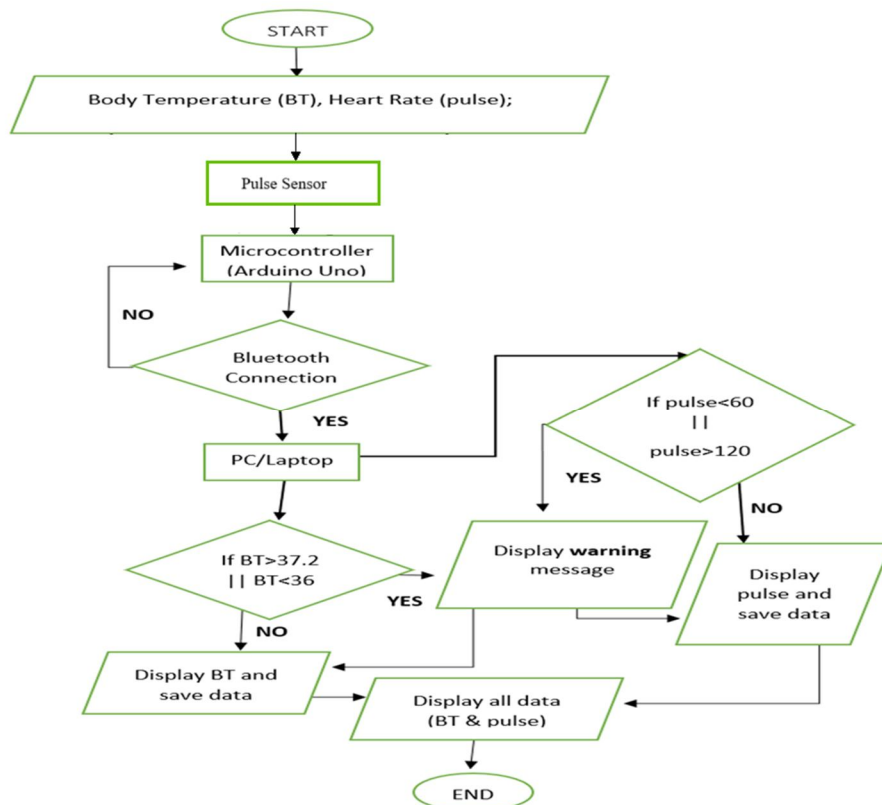 START
Body Temperature (BT), Heart Rate (pulse);
Pulse Sensor
Microcontroller
(Arduino Uno)
NO
Bluetooth
Connection
YES
PC/Laptop
If pulse<60
||
pulse>120
YES
NO
If BT>37.2
|| BT<36
YES
NO
Display warning
message
Display
pulse and
save data
Display BT and
save data
Display all data
(BT & pulse)
END